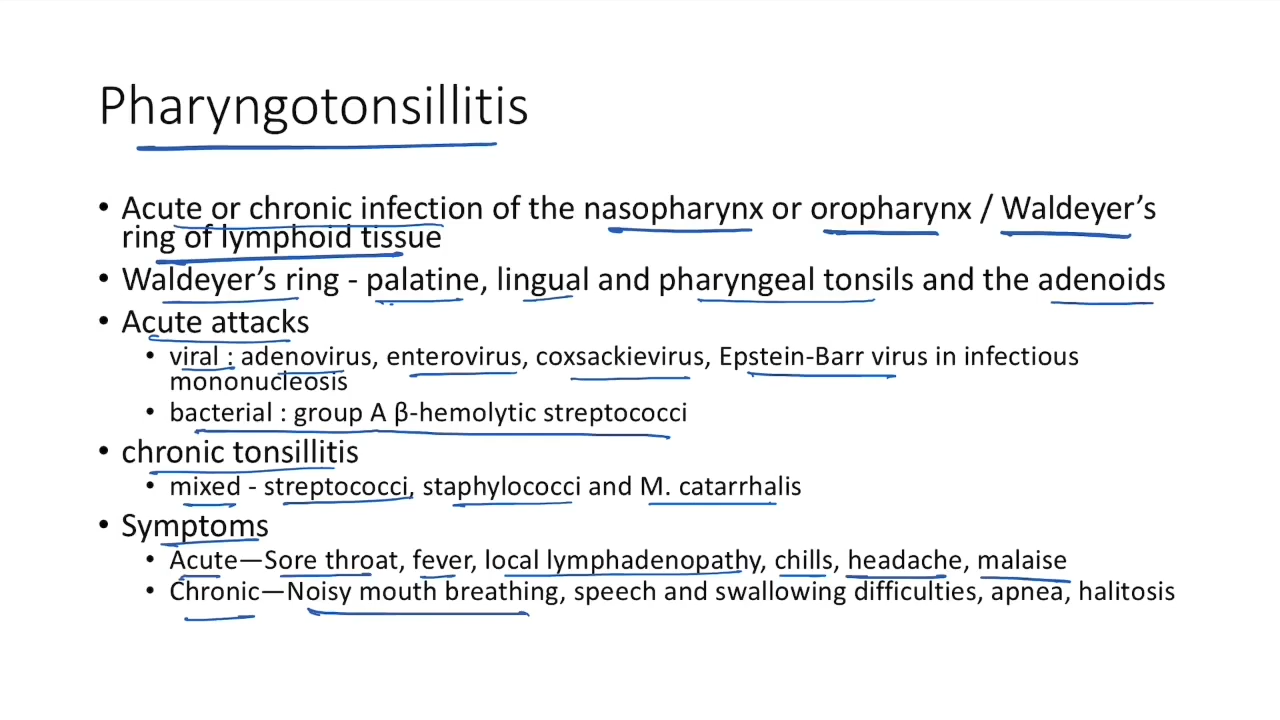 Pharyngotonsillitis
• Acute or chronic infection of the nasopharynx or oropharynx / Waldeyer’s
ring of lymphoid tissue
• Waldeyer’s ring - palatine, lingual and pharyngeal tonsils and the adenoids
• Acute attacks
• viral : adenovirus, enterovirus, coxsackievirus, Epstein-Barr virus in infectious
mononucleosis
• bacterial : group A β-hemolytic streptococci
• chronic tonsillitis
• mixed - streptococci, staphylococci and M. catarrhalis
• Symptoms
• Acute—Sore throat, fever, local lymphadenopathy, chills, headache, malaise
• Chronic—Noisy mouth breathing, speech and swallowing difficulties, apnea, halitosis